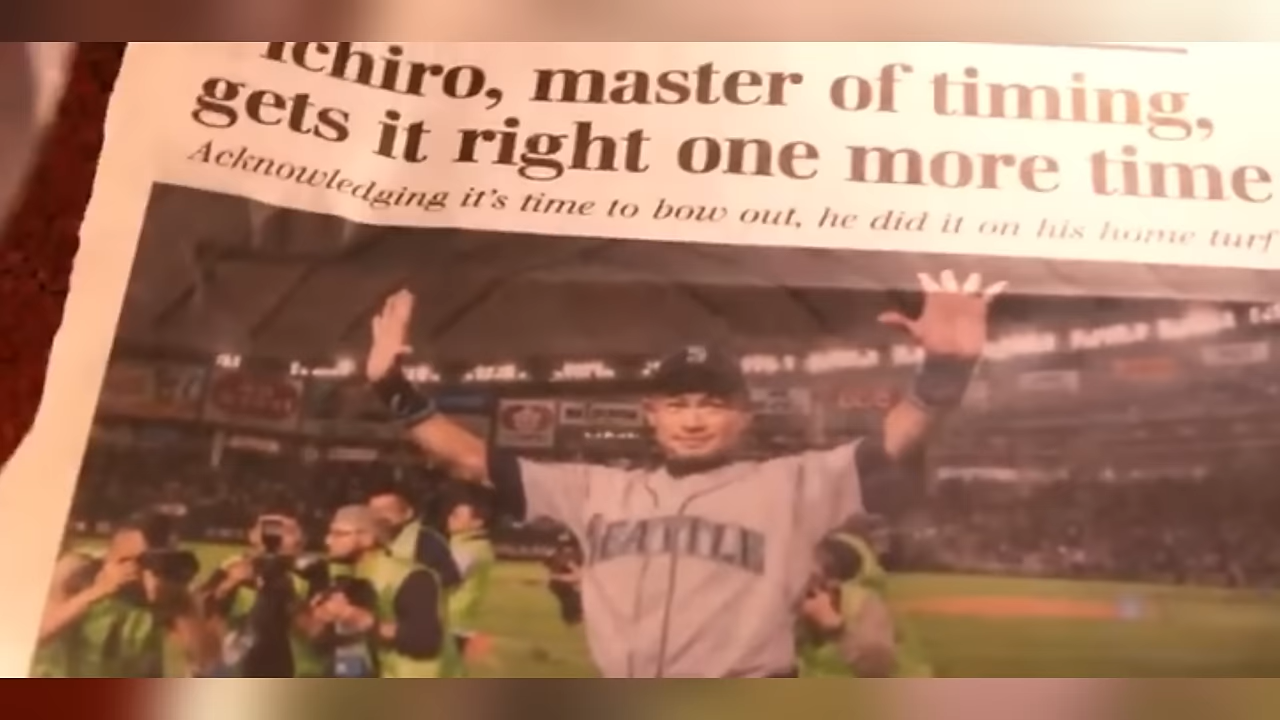 Ichiro, master of timing,
gets it right one more time
Acknowledging it's time to bow out, he did it on his home turf
SEATTLE